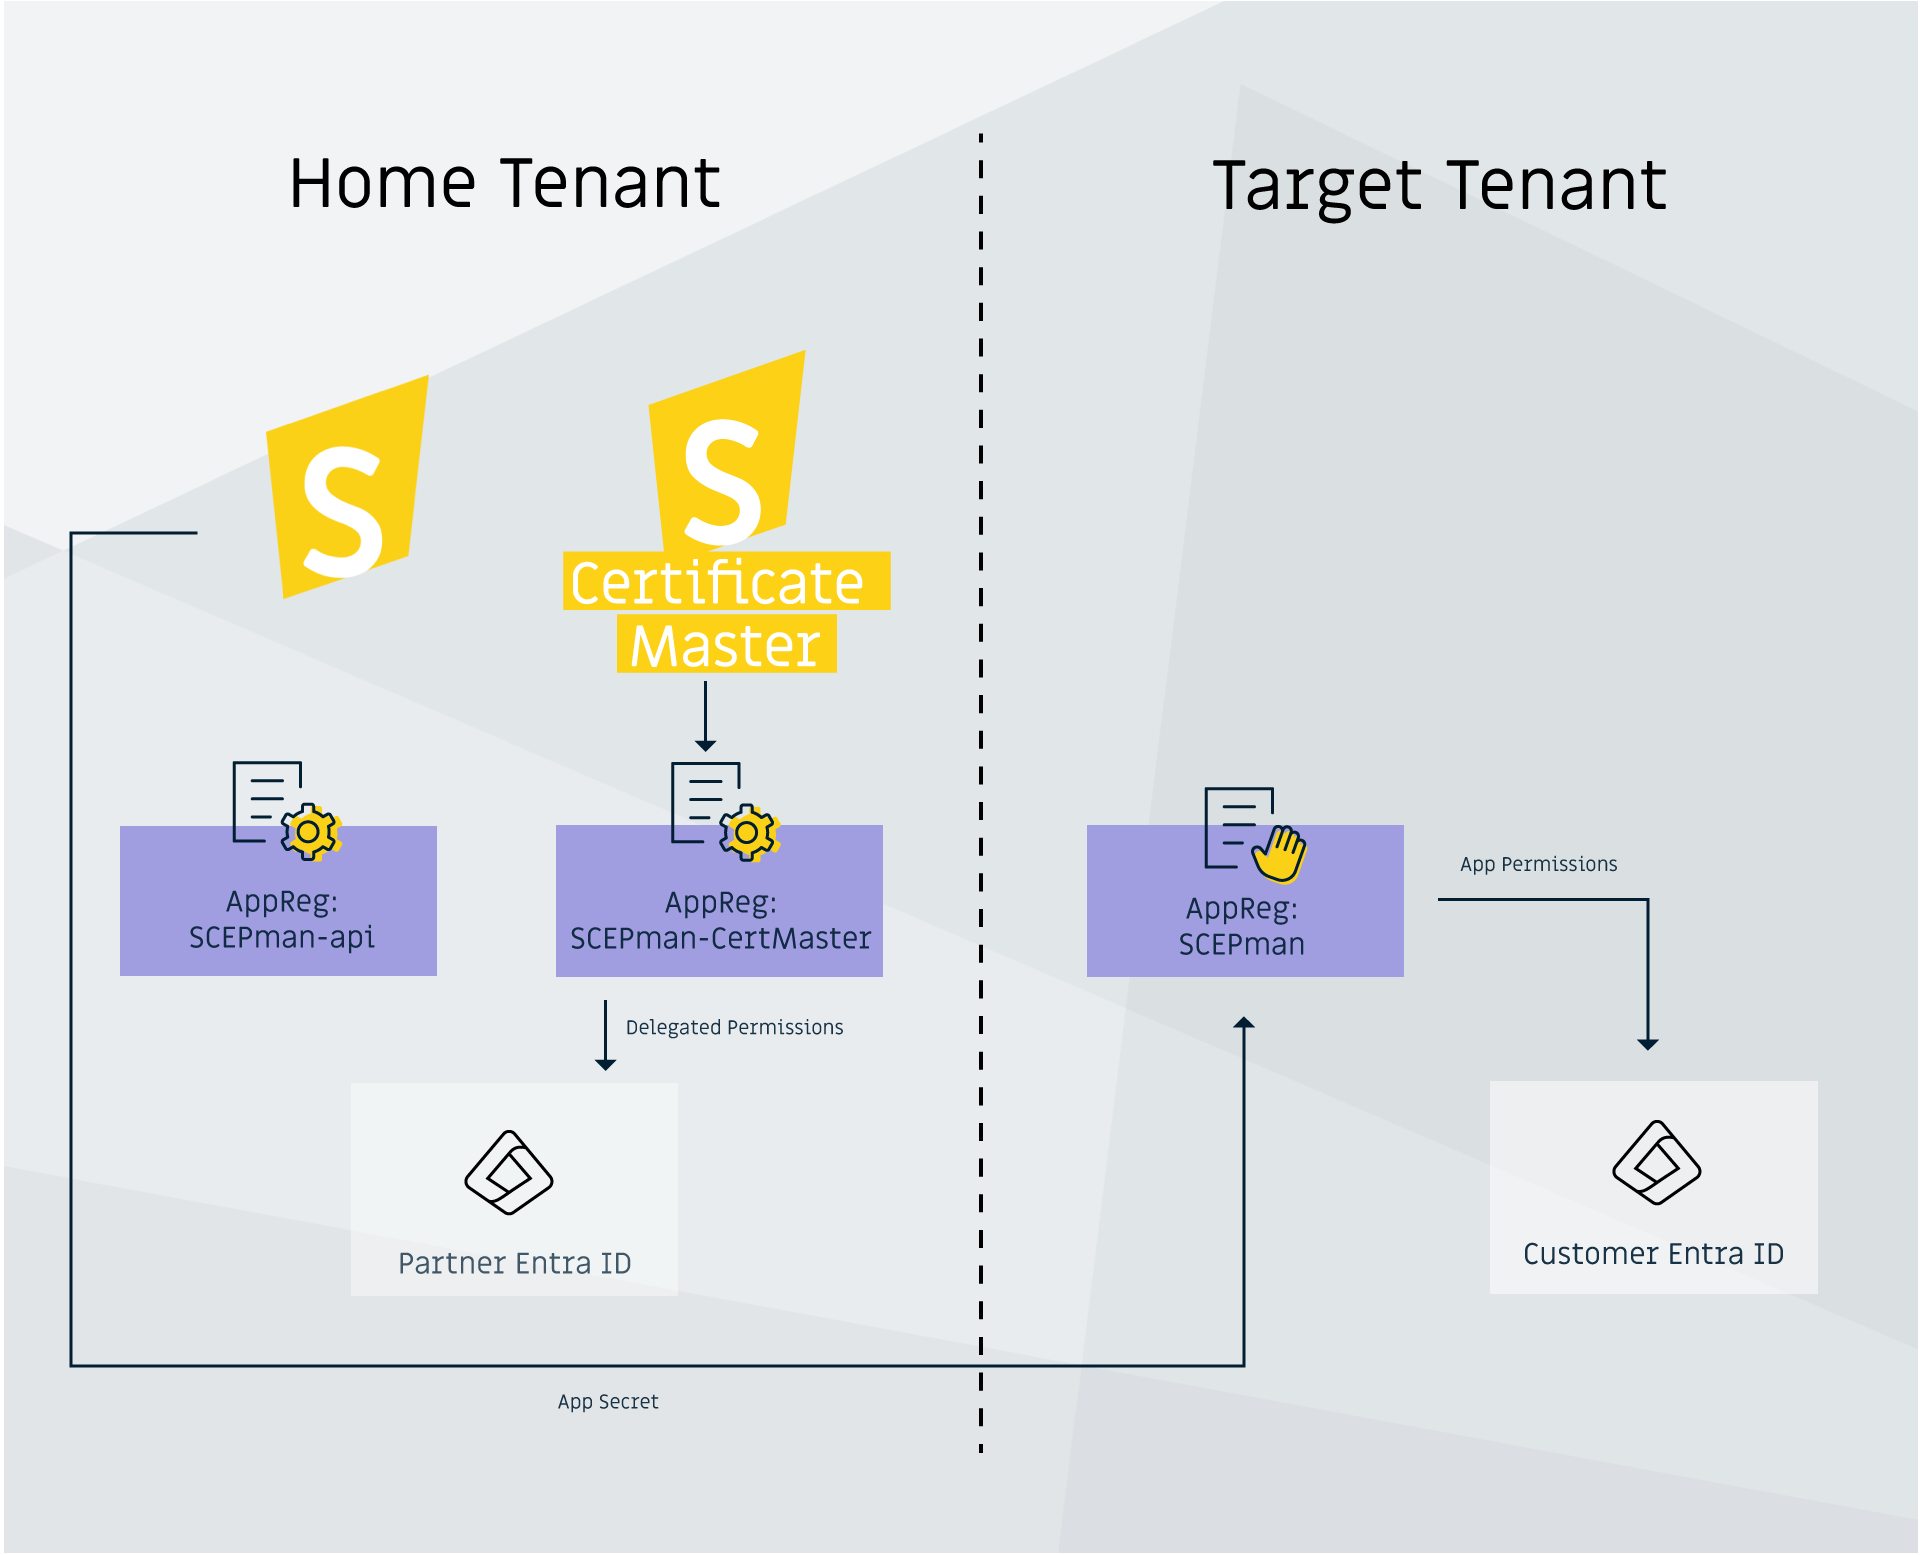 Home Tenant
Target Tenant
S
S
Certificate
Master
AppReg:
SCEPman-api
AppReg:
SCEPman-CertMaster
AppReg:
SCEPman
App Permissions
Delegated Permissions
Partner Entra ID
Customer Entra ID
App Secret